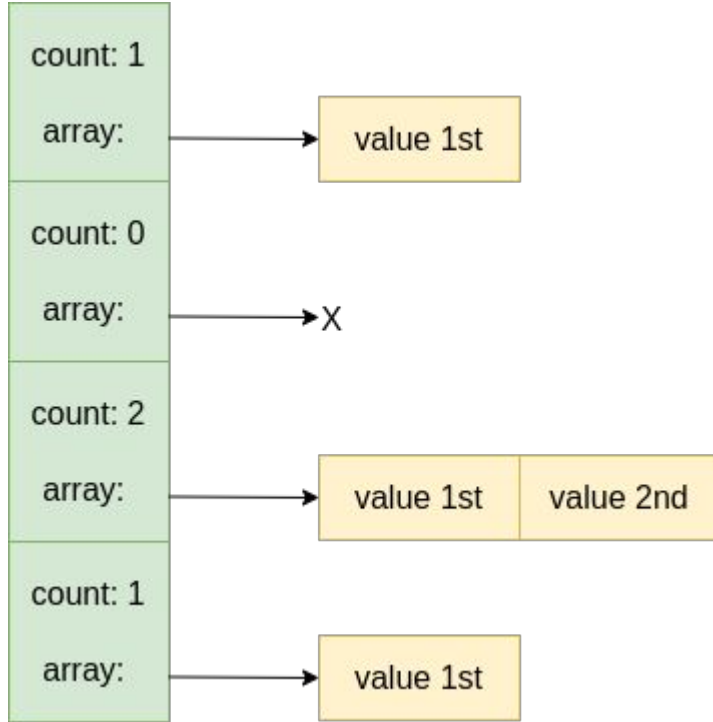 count: 1
array:
value 1st
count: 0
array:
X
count: 2
array:
value 1st
value 2nd
count: 1
array:
value 1st